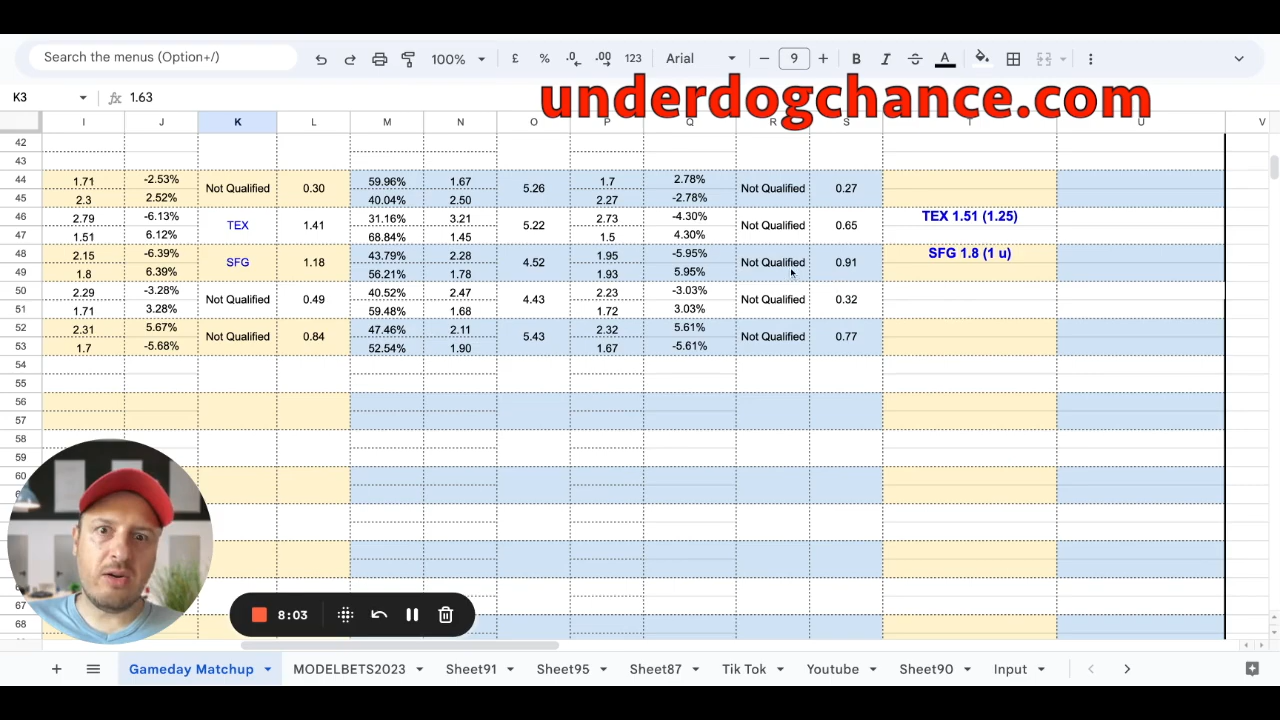 Search the menus (Option+/)
100%
£
%
.0
.00
123
Arial
9
B
I
A
K3
fx 1.63
underdogchance.com
I J K L M N O P Q R S T U V
42
43
44 1.71 -2.53% Not Qualified 0.30 59.96% 1.67 5.26 1.7 2.78% Not Qualified 0.27
45 2.3 2.52% 40.04% 2.50 2.27 -2.78%
46 2.79 -6.13% TEX 1.41 31.16% 3.21 5.22 2.73 -4.30% Not Qualified 0.65 TEX 1.51 (1.25)
47 1.51 6.12% 68.84% 1.45 1.5 4.30%
48 2.15 -6.39% SFG 1.18 43.79% 2.28 4.52 1.95 -5.95% Not Qualified 0.91 SFG 1.8 (1 u)
49 1.8 6.39% 56.21% 1.78 1.93 5.95%
50 2.29 -3.28% Not Qualified 0.49 40.52% 2.47 4.43 2.23 -3.03% Not Qualified 0.32
51 1.71 3.28% 59.48% 1.68 1.72 3.03%
52 2.31 5.67% Not Qualified 0.84 47.46% 2.11 5.43 2.32 5.61% Not Qualified 0.77
53 1.7 -5.68% 52.54% 1.90 1.67 -5.61%
54
55
56
57
58
59
60
67
68
8:03
Gameday Matchup
MODELBETS2023
Sheet91
Sheet95
Sheet87
Tik Tok
Youtube
Sheet90
Input